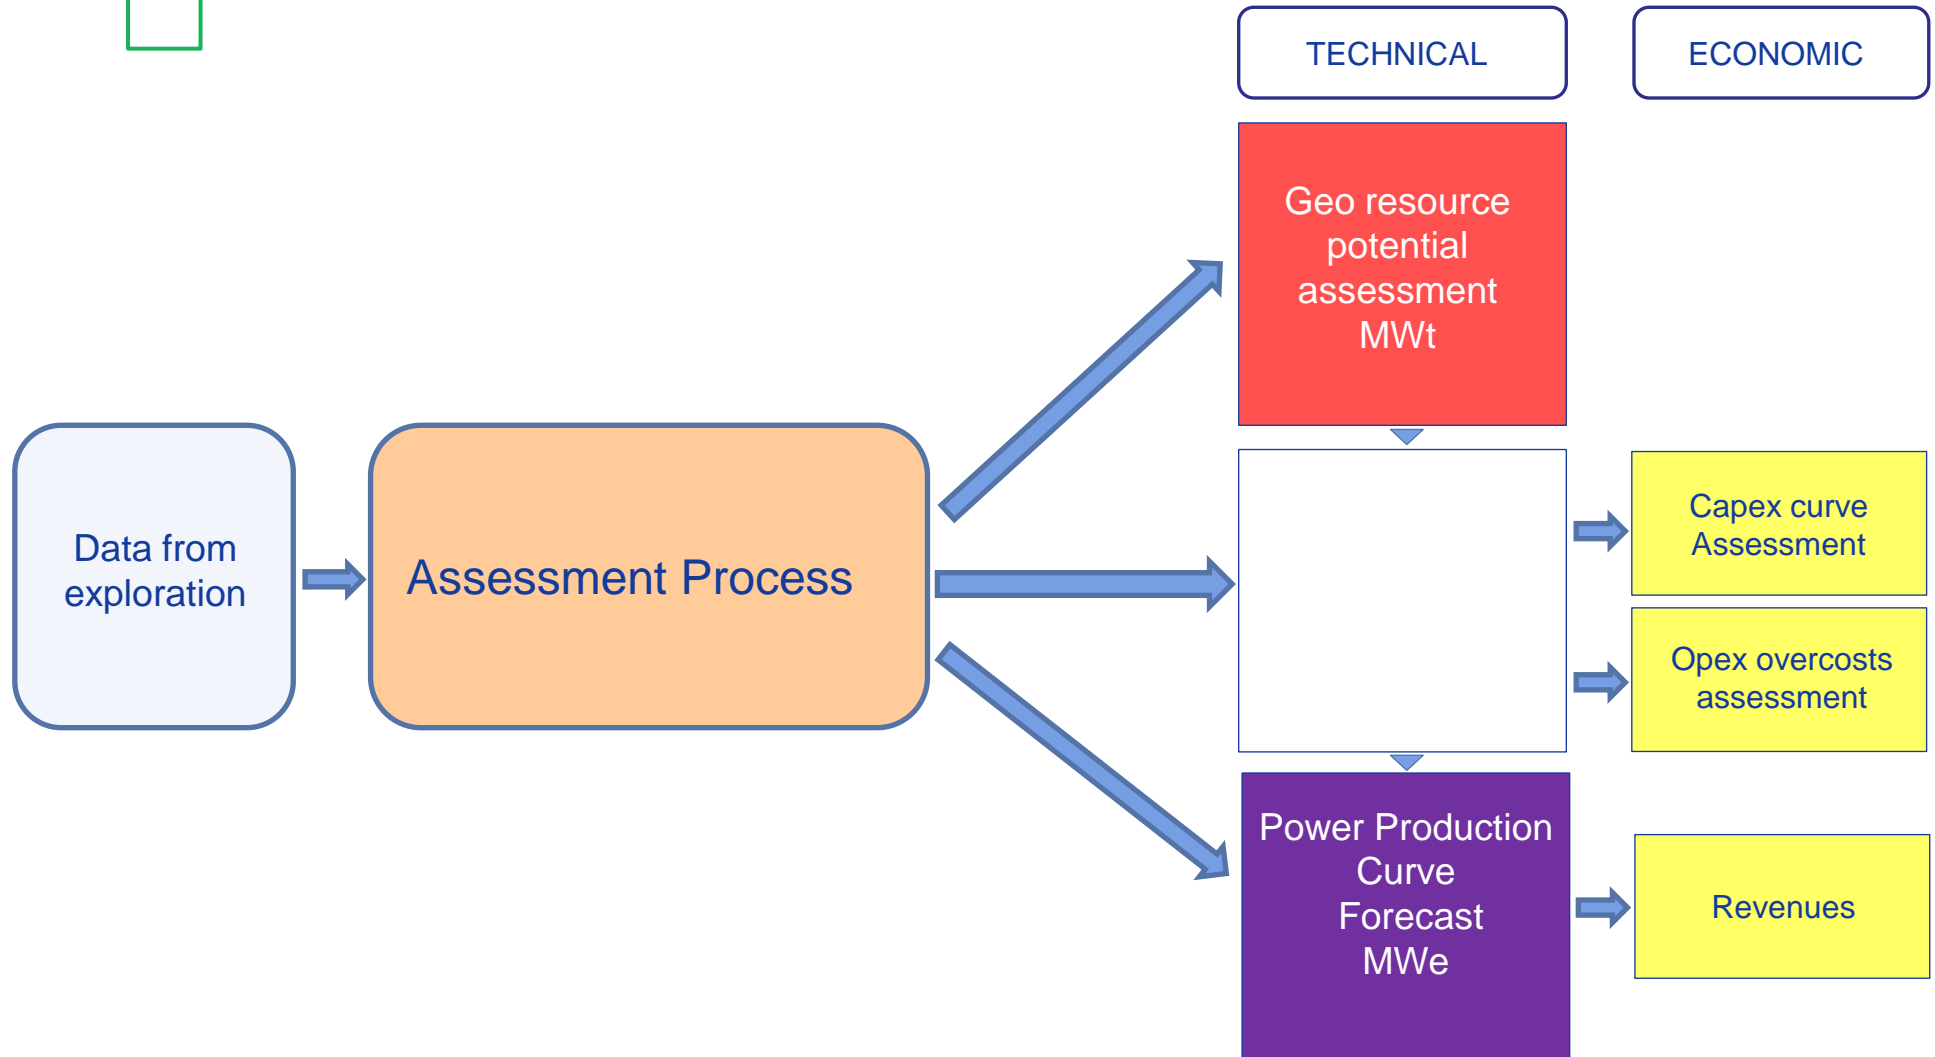 TECHNICAL
ECONOMIC
Geo resource
potential
assessment
MWt
Data from
exploration
Assessment Process
Capex curve
Assessment
Opex overcosts
assessment
Power Production
Curve
Forecast
MWe
Revenues